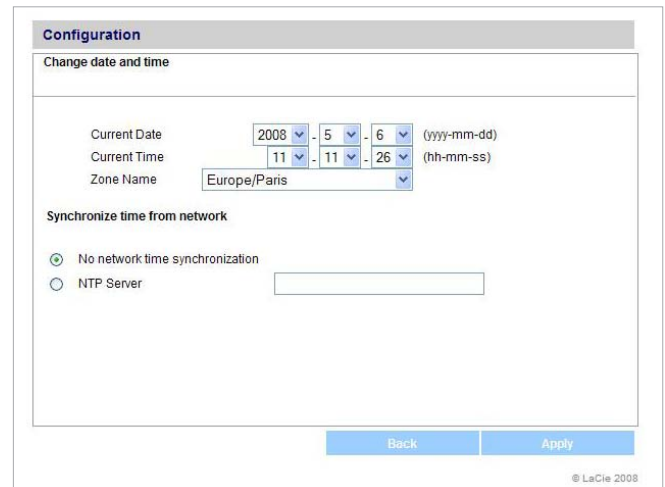 Configuration
Change date and time
Current Date 2008 - 5 - 6 (yyyy-mm-dd)
Current Time 11 - 11 - 26 (hh-mm-ss)
Zone Name Europe/Paris
Synchronize time from network
No network time synchronization
NTP Server
Back Apply
© LaCie 2008